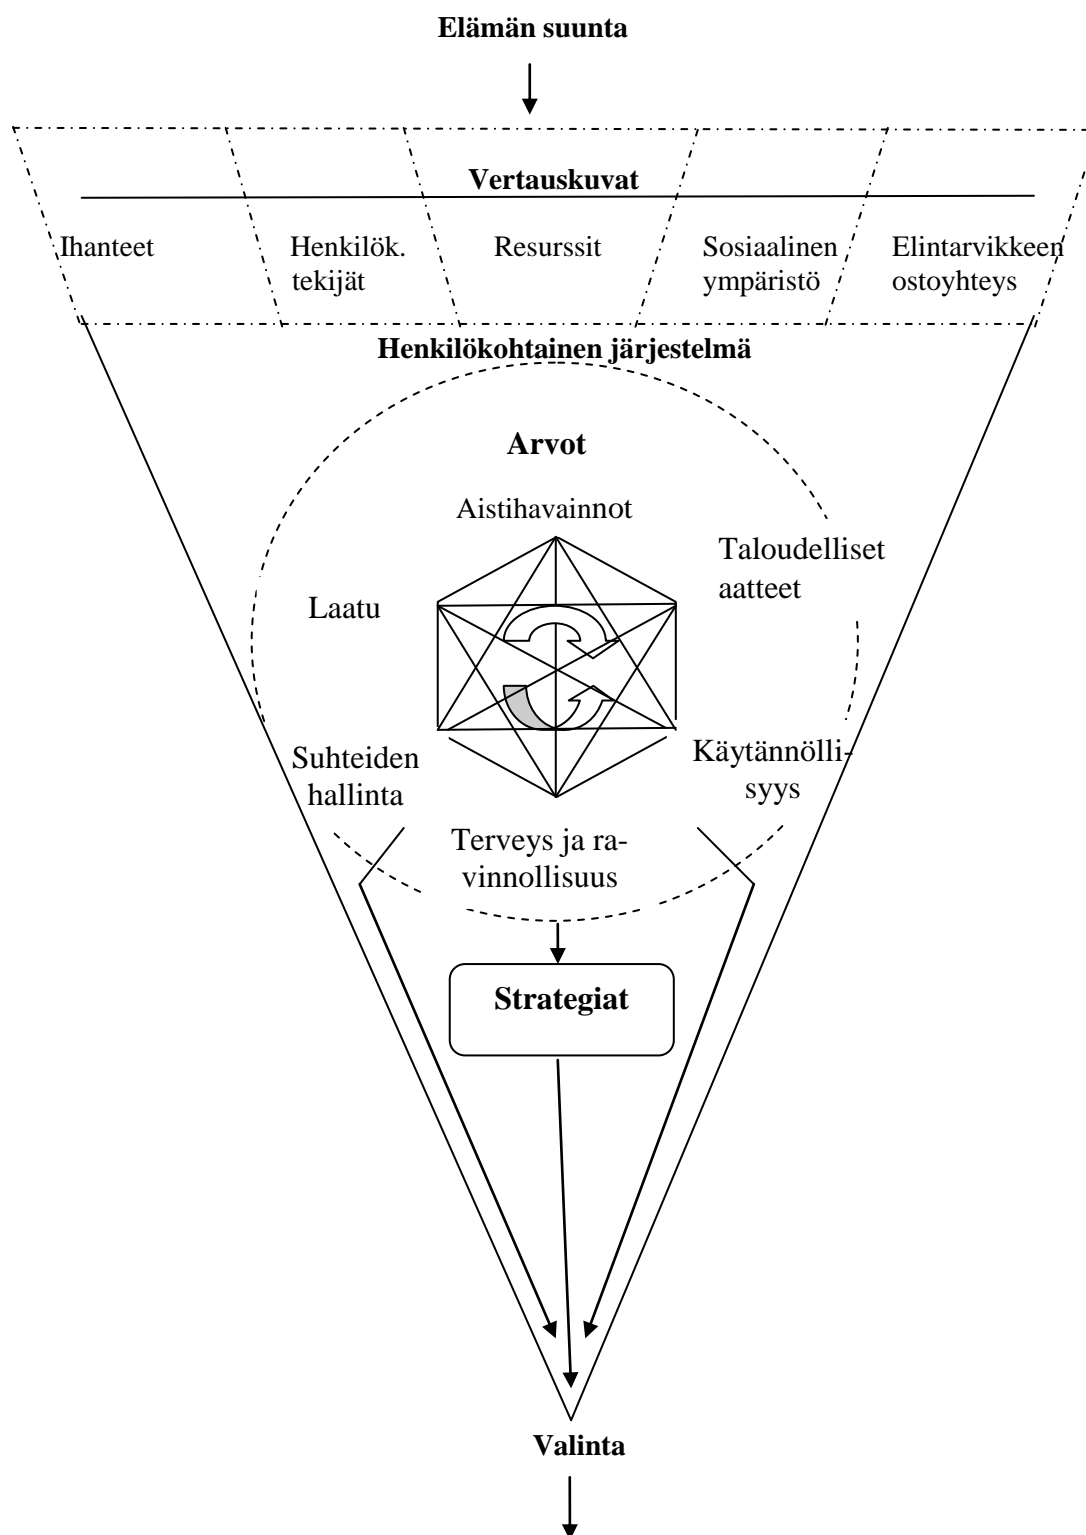 Elämän suunta
Vertauskuvat
Ihanteet
Henkilök.
tekijät
Resurssit
Sosiaalinen
ympäristö
Elintarvikkeen
ostoyhteys
Henkilökohtainen järjestelmä
Arvot
Aistihavainnot
Taloudelliset
aatteet
Laatu
Suhteiden
hallinta
Käytännölli-
syys
Terveys ja ra-
vinnollisuus
Strategiat
Valinta